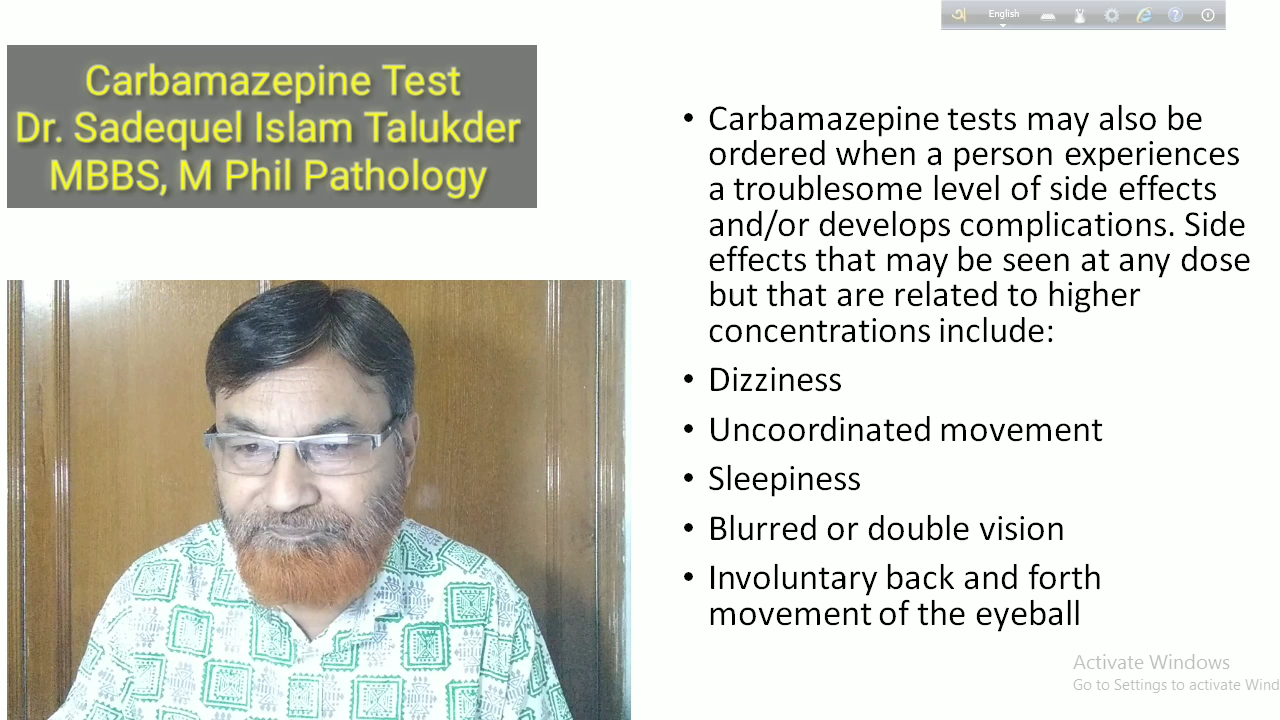 English
Carbamazepine Test
Dr. Sadequel Islam Talukder
MBBS, M Phil Pathology
• Carbamazepine tests may also be
ordered when a person experiences
a troublesome level of side effects
and/or develops complications. Side
effects that may be seen at any dose
but that are related to higher
concentrations include:
• Dizziness
• Uncoordinated movement
• Sleepiness
• Blurred or double vision
• Involuntary back and forth
movement of the eyeball
Activate Windows
Go to Settings to activate Wind